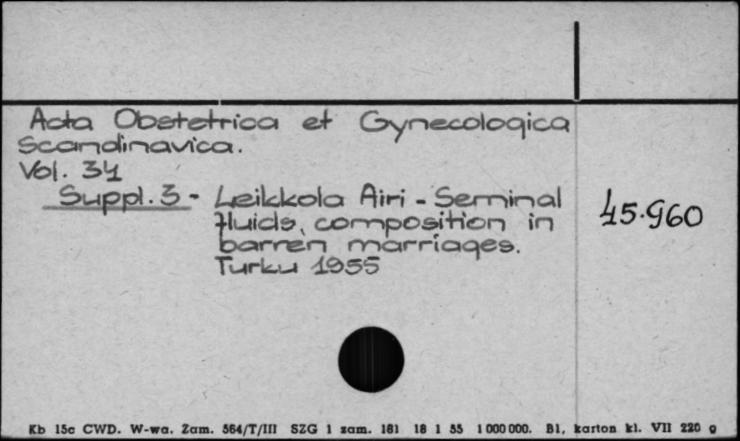 Acta Obstetrica et Gynecologica
Scandinavica.
Vol. 34
Suppl. 3 - Leikkola Airi - Seminal
fluids, composition in
barren marriages.
Turku 1955
45.960
Kb 15c CWD. W-wa. Zam. 564/T/III SZG 1 zam. 181 18 1 55 1 000 000. B1, karton kl. VII 220 g